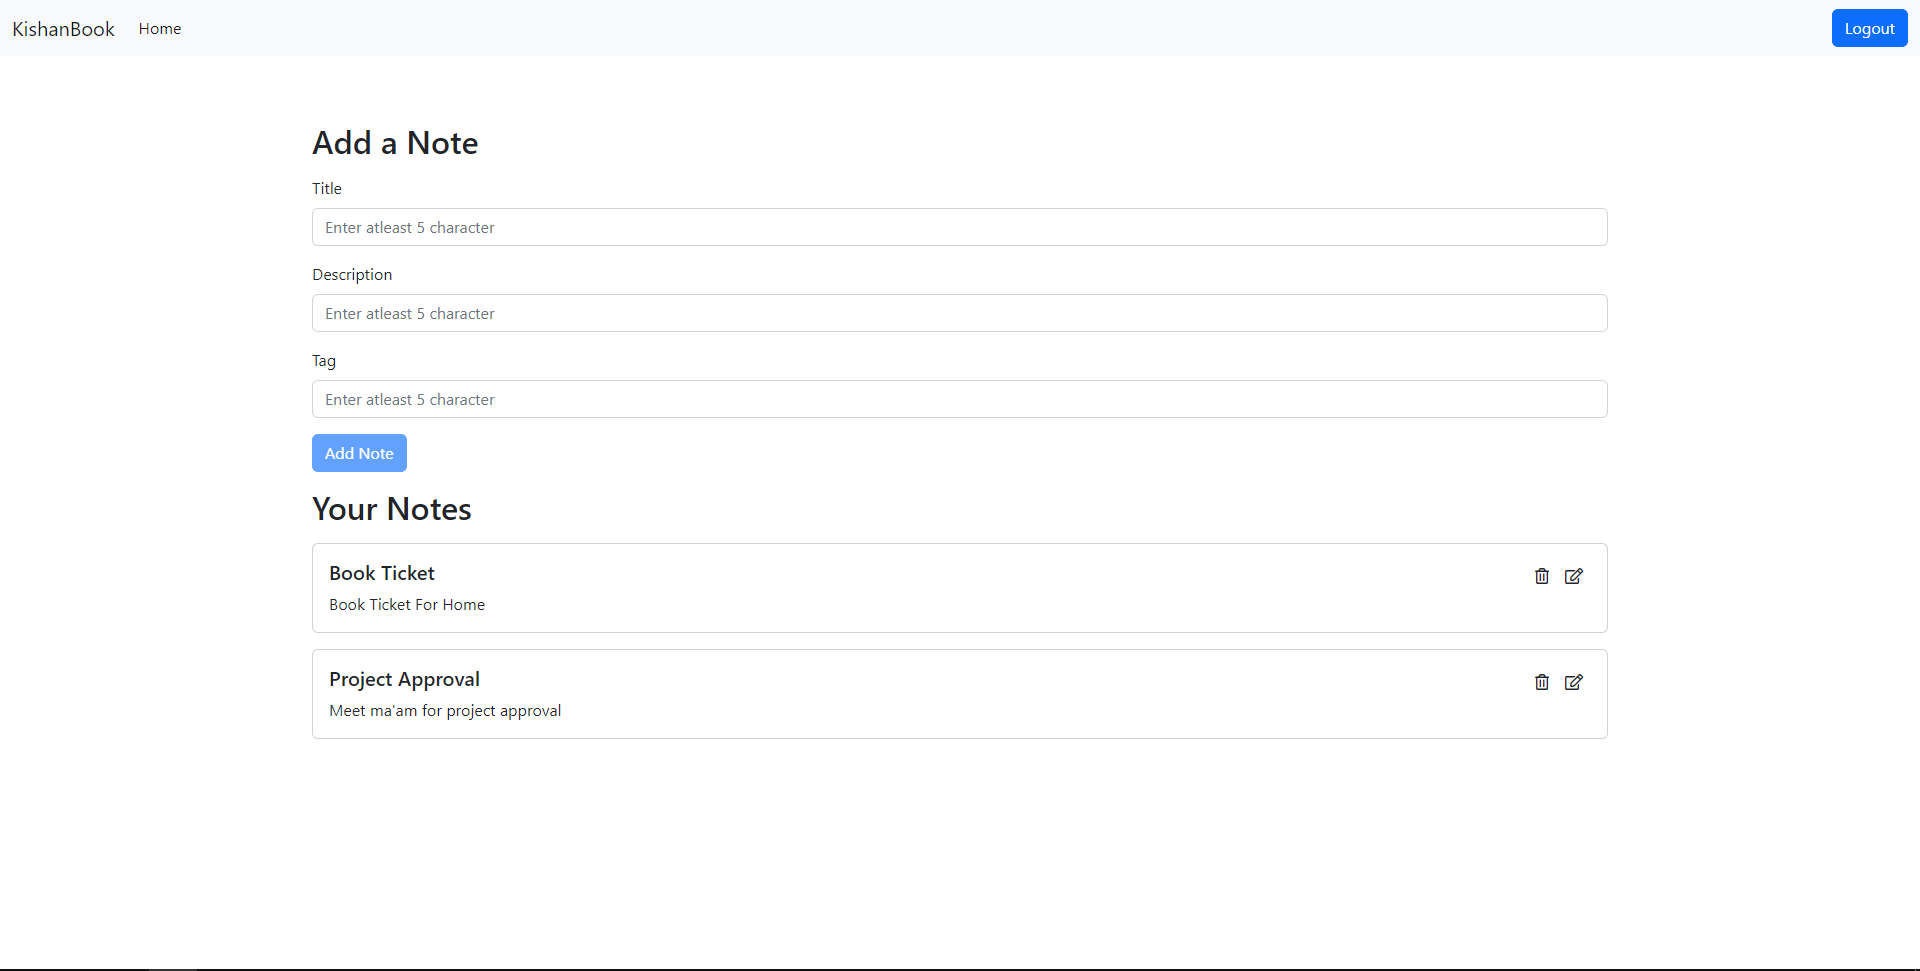 KishanBook Home Logout
Add a Note
Title
Enter atleast 5 character
Description
Enter atleast 5 character
Tag
Enter atleast 5 character
Add Note
Your Notes
Book Ticket
Book Ticket For Home
Project Approval
Meet ma'am for project approval